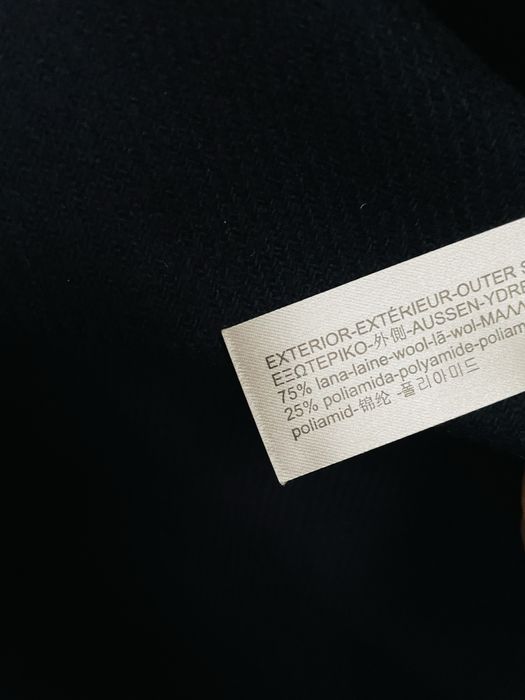 EXTERIOR-EXTÉRIEUR-OUTER S
ΕΞΩΤΕΡΙΚΟ-外側-AUSSEN-YDRE
75% lana-laine-wool-lã-wol-ΜΑΛΛ
25% poliamida-polyamide-poliam
poliamid-锦纶 -폴리아미드